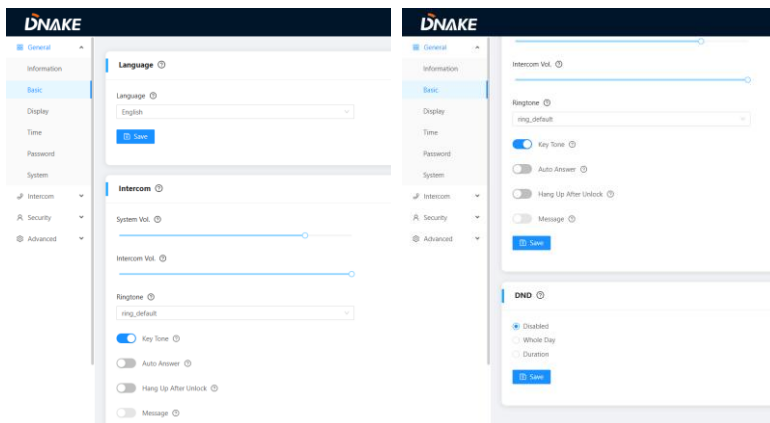 DNAKE
General
Information
Basic
Display
Time
Password
System
Intercom
Security
Advanced
Language
Language
English
Save
Intercom
System Vol.
Intercom Vol.
Ringtone
ring_default
Key Tone
Auto Answer
Hang Up After Unlock
Message
DNAKE
General
Information
Basic
Display
Time
Password
System
Intercom
Security
Advanced
Intercom Vol.
Ringtone
ring_default
Key Tone
Auto Answer
Hang Up After Unlock
Message
Save
DND
Disabled
Whole Day
Duration
Save